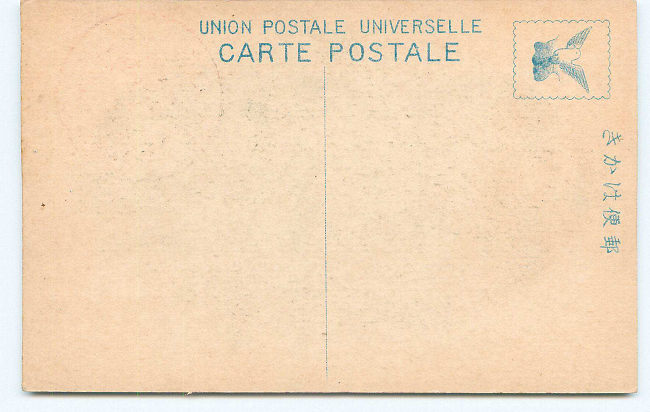 UNION POSTALE UNIVERSELLE
CARTE POSTALE
郵便はかき